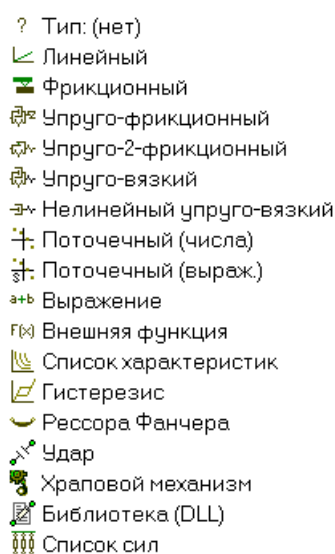 ? Тип: (нет)
Линейный
Фрикционный
Упруго-фрикционный
Упруго-2-фрикционный
Упруго-вязкий
Нелинейный упруго-вязкий
Поточечный (числа)
Поточечный (выраж.)
a+b Выражение
F(x) Внешняя функция
Список характеристик
Гистерезис
Рессора Фанчера
Удар
Храповой механизм
Библиотека (DLL)
Список сил